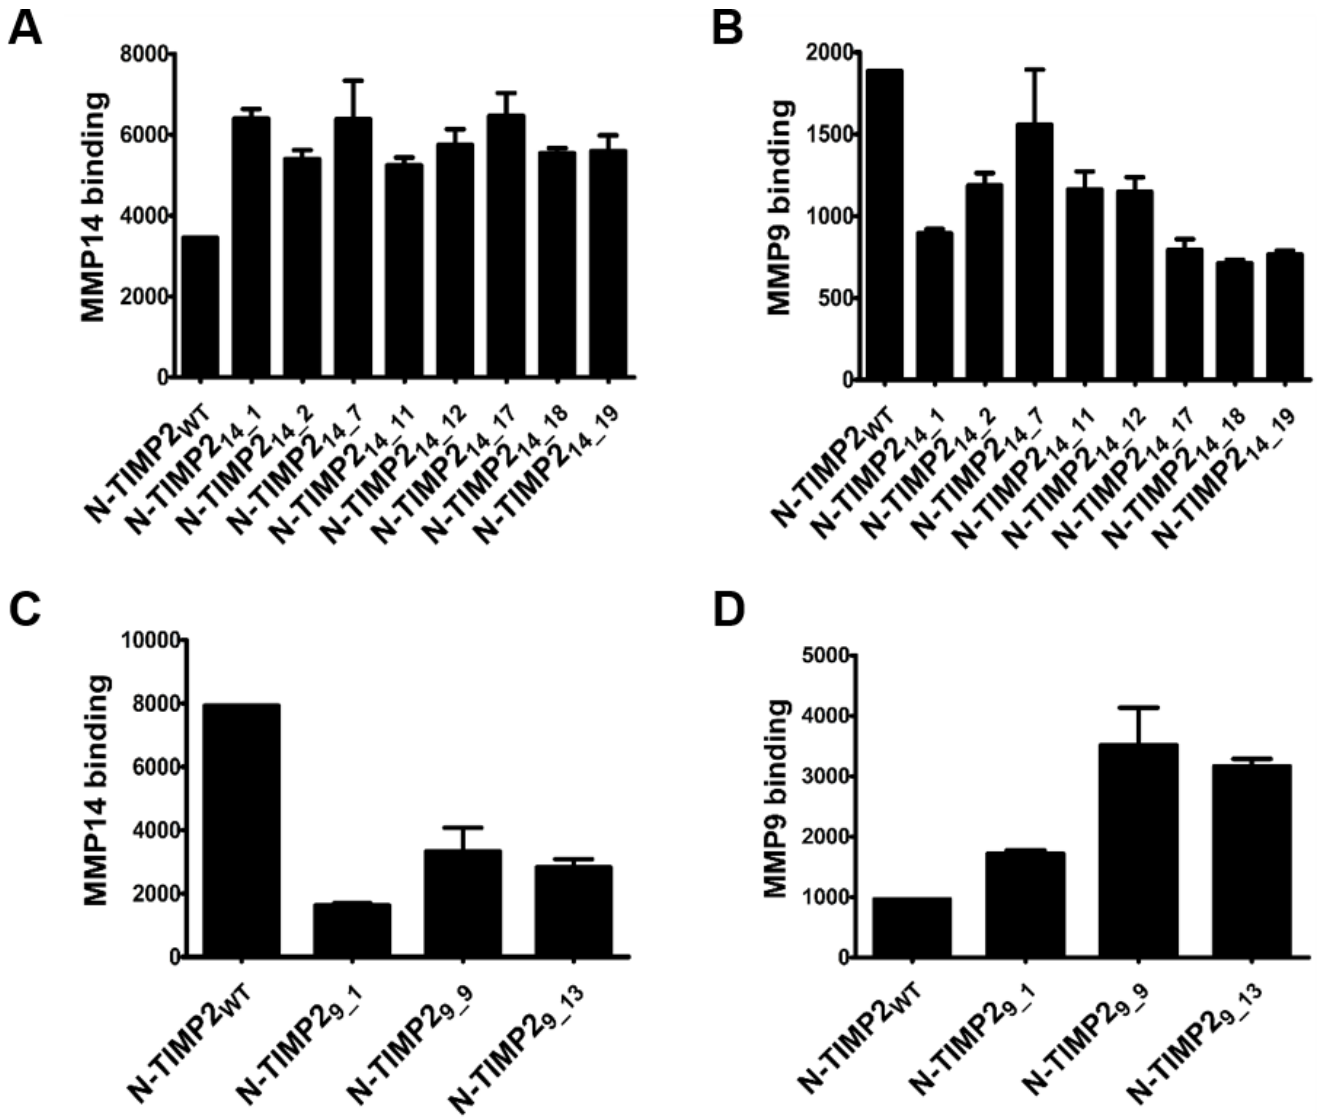 A
MMP14 binding
8000
6000
4000
2000
0
N-TIMP2WT
N-TIMP214_1
N-TIMP214_2
N-TIMP214_7
N-TIMP214_11
N-TIMP214_12
N-TIMP214_17
N-TIMP214_18
N-TIMP214_19
B
MMP9 binding
2000
1500
1000
500
0
N-TIMP2WT
N-TIMP214_1
N-TIMP214_2
N-TIMP214_7
N-TIMP214_11
N-TIMP214_12
N-TIMP214_17
N-TIMP214_18
N-TIMP214_19
C
MMP14 binding
10000
8000
6000
4000
2000
0
N-TIMP2WT
N-TIMP29_1
N-TIMP29_9
N-TIMP29_13
D
MMP9 binding
5000
4000
3000
2000
1000
0
N-TIMP2WT
N-TIMP29_1
N-TIMP29_9
N-TIMP29_13